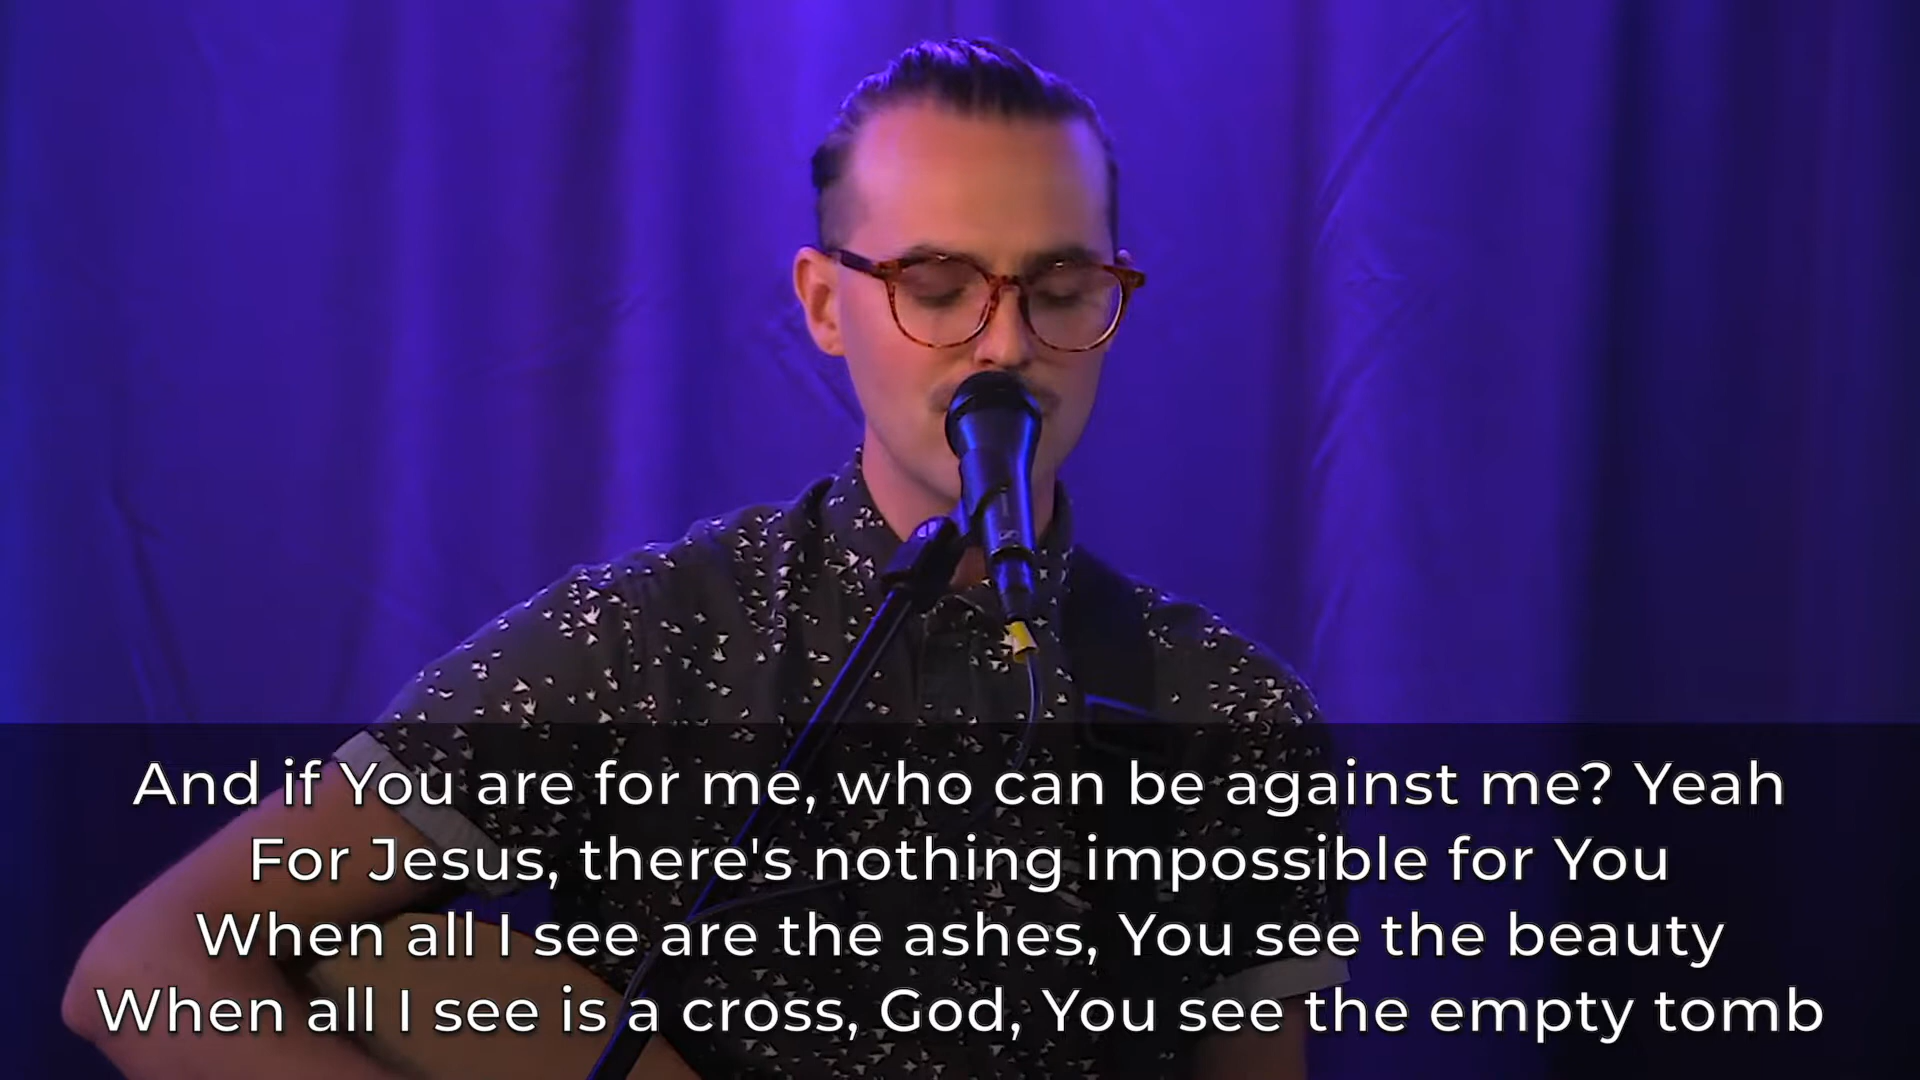 And if You are for me, who can be against me? Yeah
For Jesus, there's nothing impossible for You
When all I see are the ashes, You see the beauty
When all I see is a cross, God, You see the empty tomb